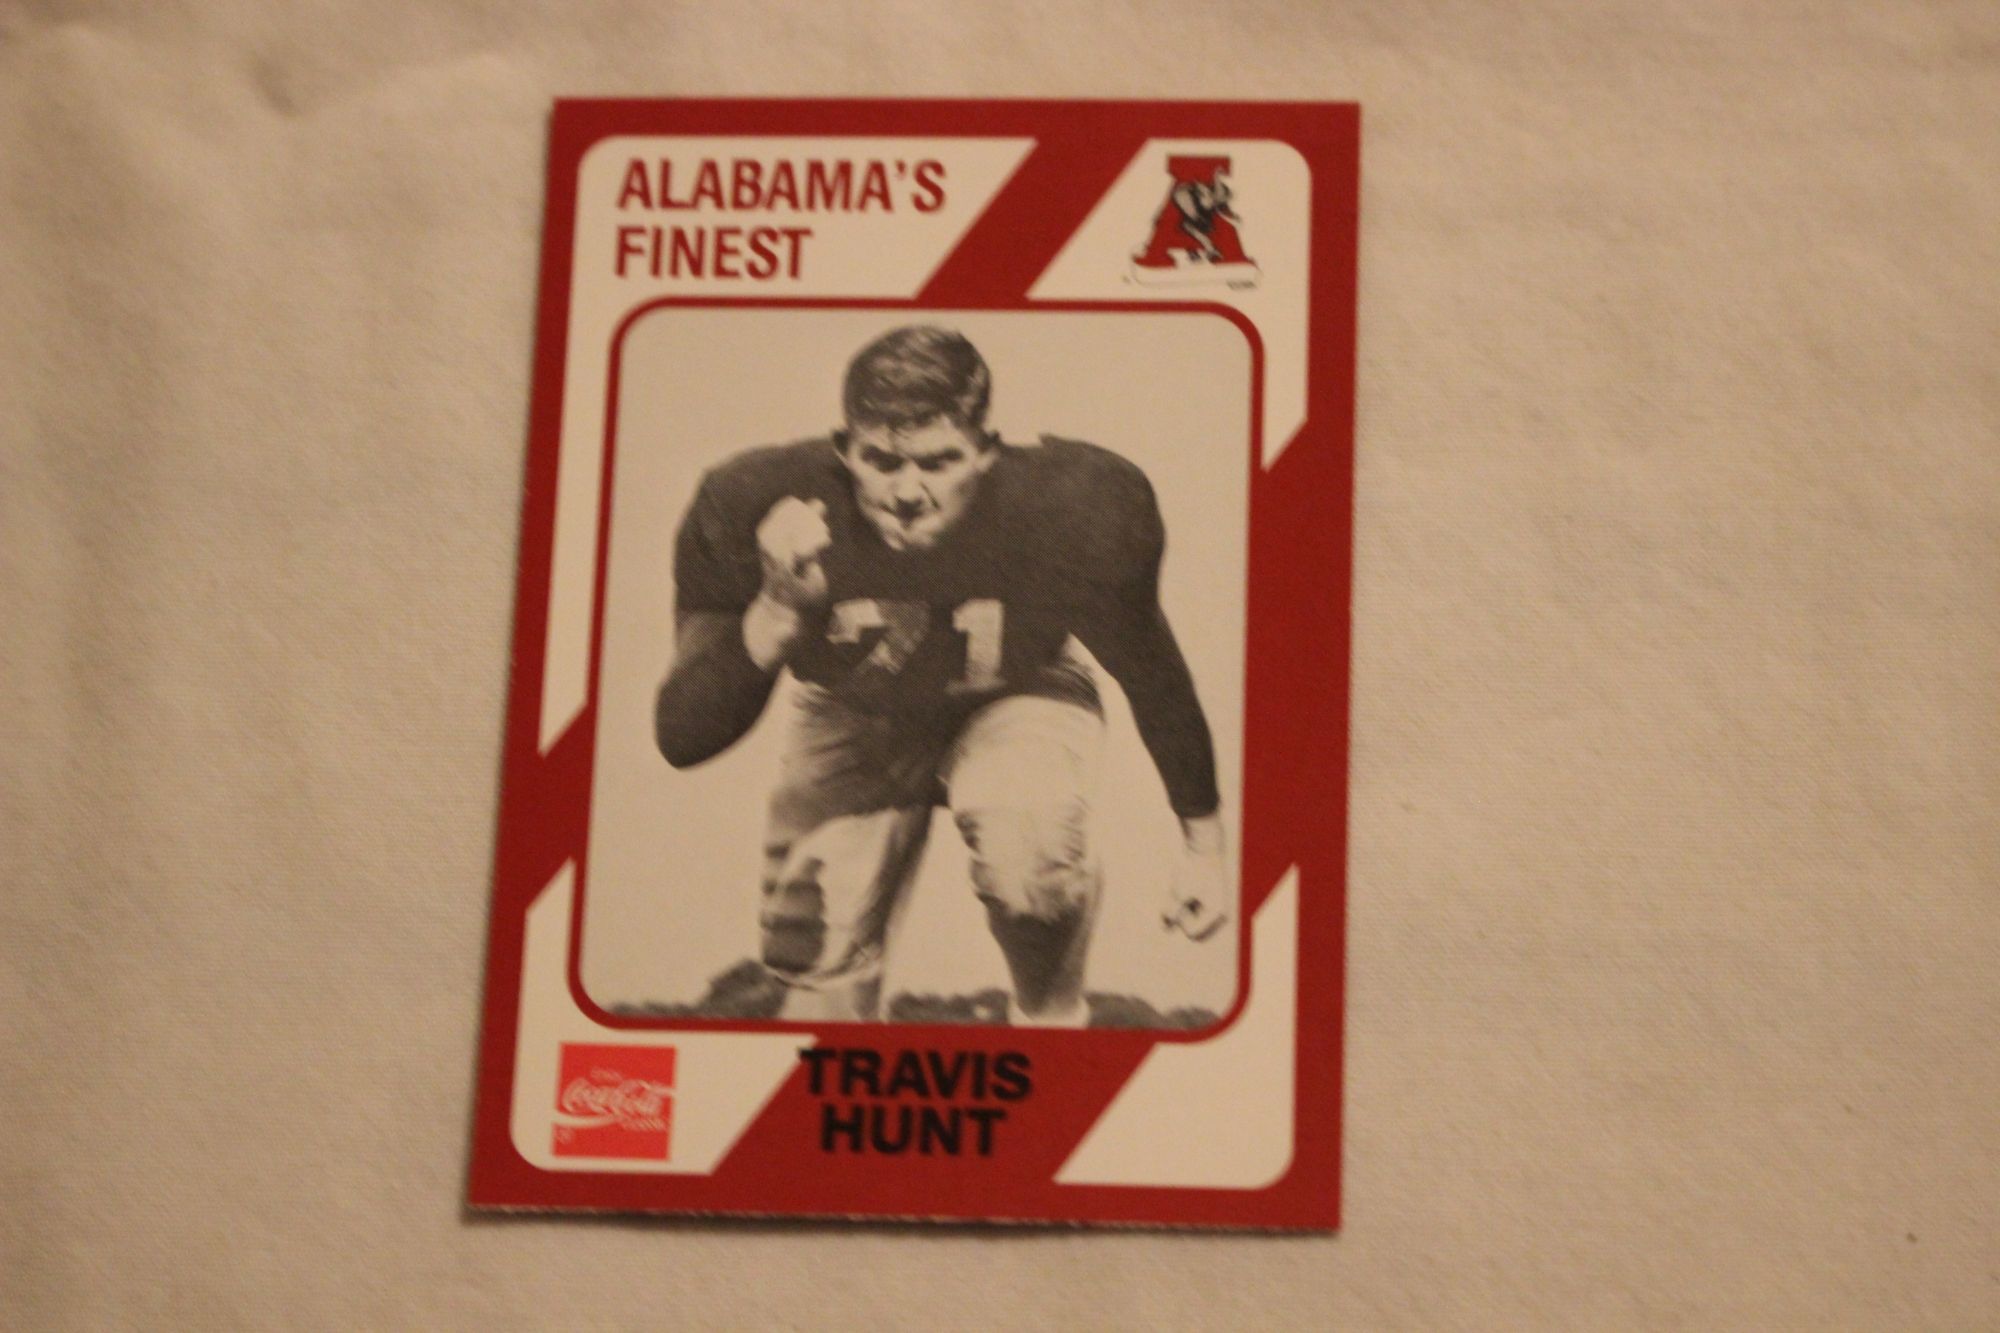 ALABAMA'S
FINEST
A
71
Coca-Cola
TRAVIS
HUNT